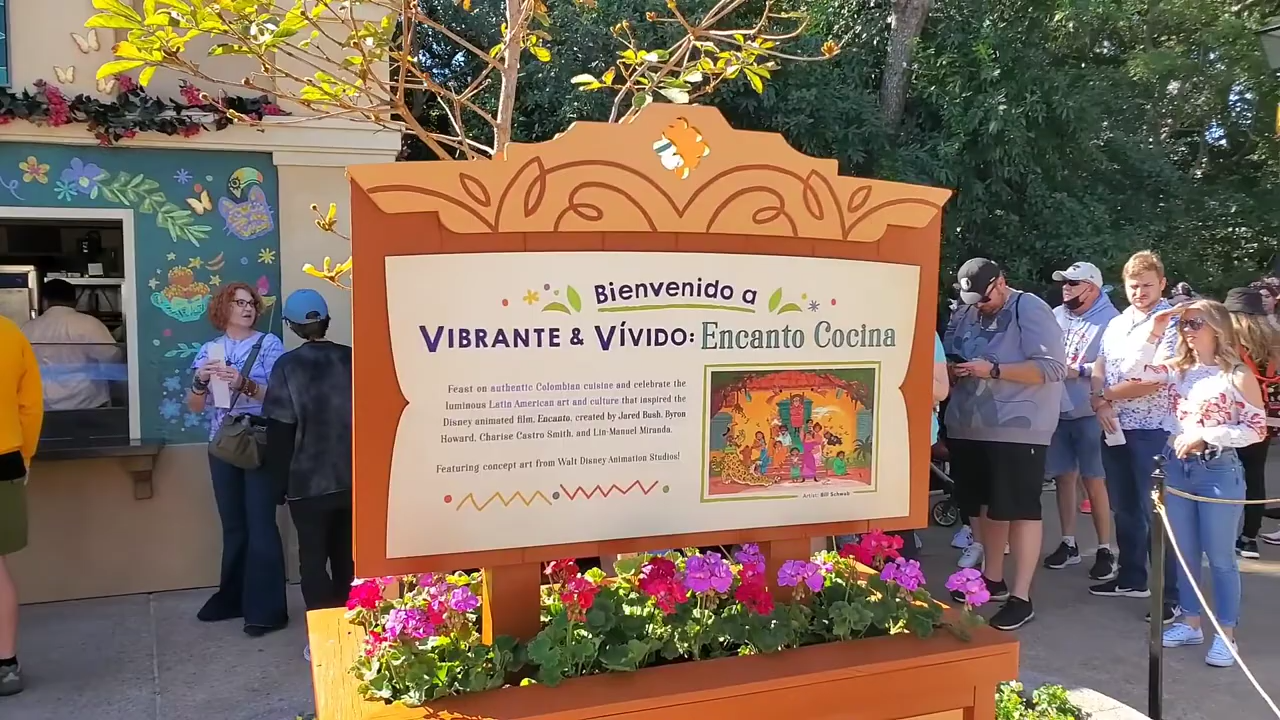 Bienvenido a
VIBRANTE & VÍVIDO: Encanto Cocina
Feast on authentic Colombian cuisine and celebrate the
luminous Latin American art and culture that inspired the
Disney animated film, Encanto, created by Jared Bush, Byron
Howard, Charise Castro Smith, and Lin-Manuel Miranda.
Featuring concept art from Walt Disney Animation Studios!
Artist: Bill Schwab